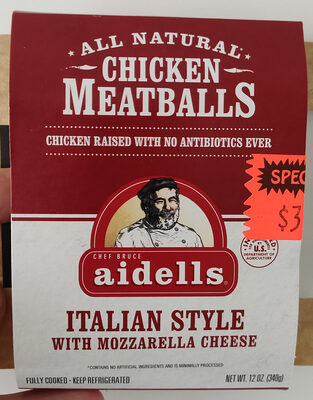 ALL NATURAL*
CHICKEN
MEATBALLS
CHICKEN RAISED WITH NO ANTIBIOTICS EVER
SPEC
$3
CHEF BRUCE
aidells®
U.S.
DEPARTMENT OF
AGRICULTURE
ITALIAN STYLE
WITH MOZZARELLA CHEESE
*CONTAINS NO ARTIFICIAL INGREDIENTS AND IS MINIMALLY PROCESSED
FULLY COOKED - KEEP REFRIGERATED
NET WT. 12 OZ. (340g)